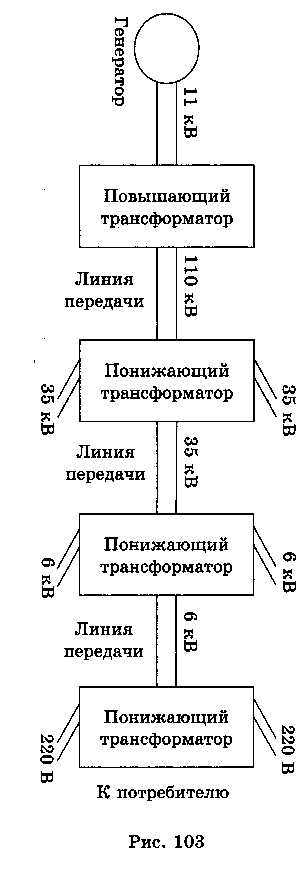 Генератор
11 кВ
Повышающий
трансформатор
Линия
передачи
110 кВ
Понижающий
трансформатор
35 кВ
35 кВ
Линия
передачи
35 кВ
Понижающий
трансформатор
6 кВ
6 кВ
Линия
передачи
6 кВ
Понижающий
трансформатор
220 В
220 В
К потребителю
Рис. 103